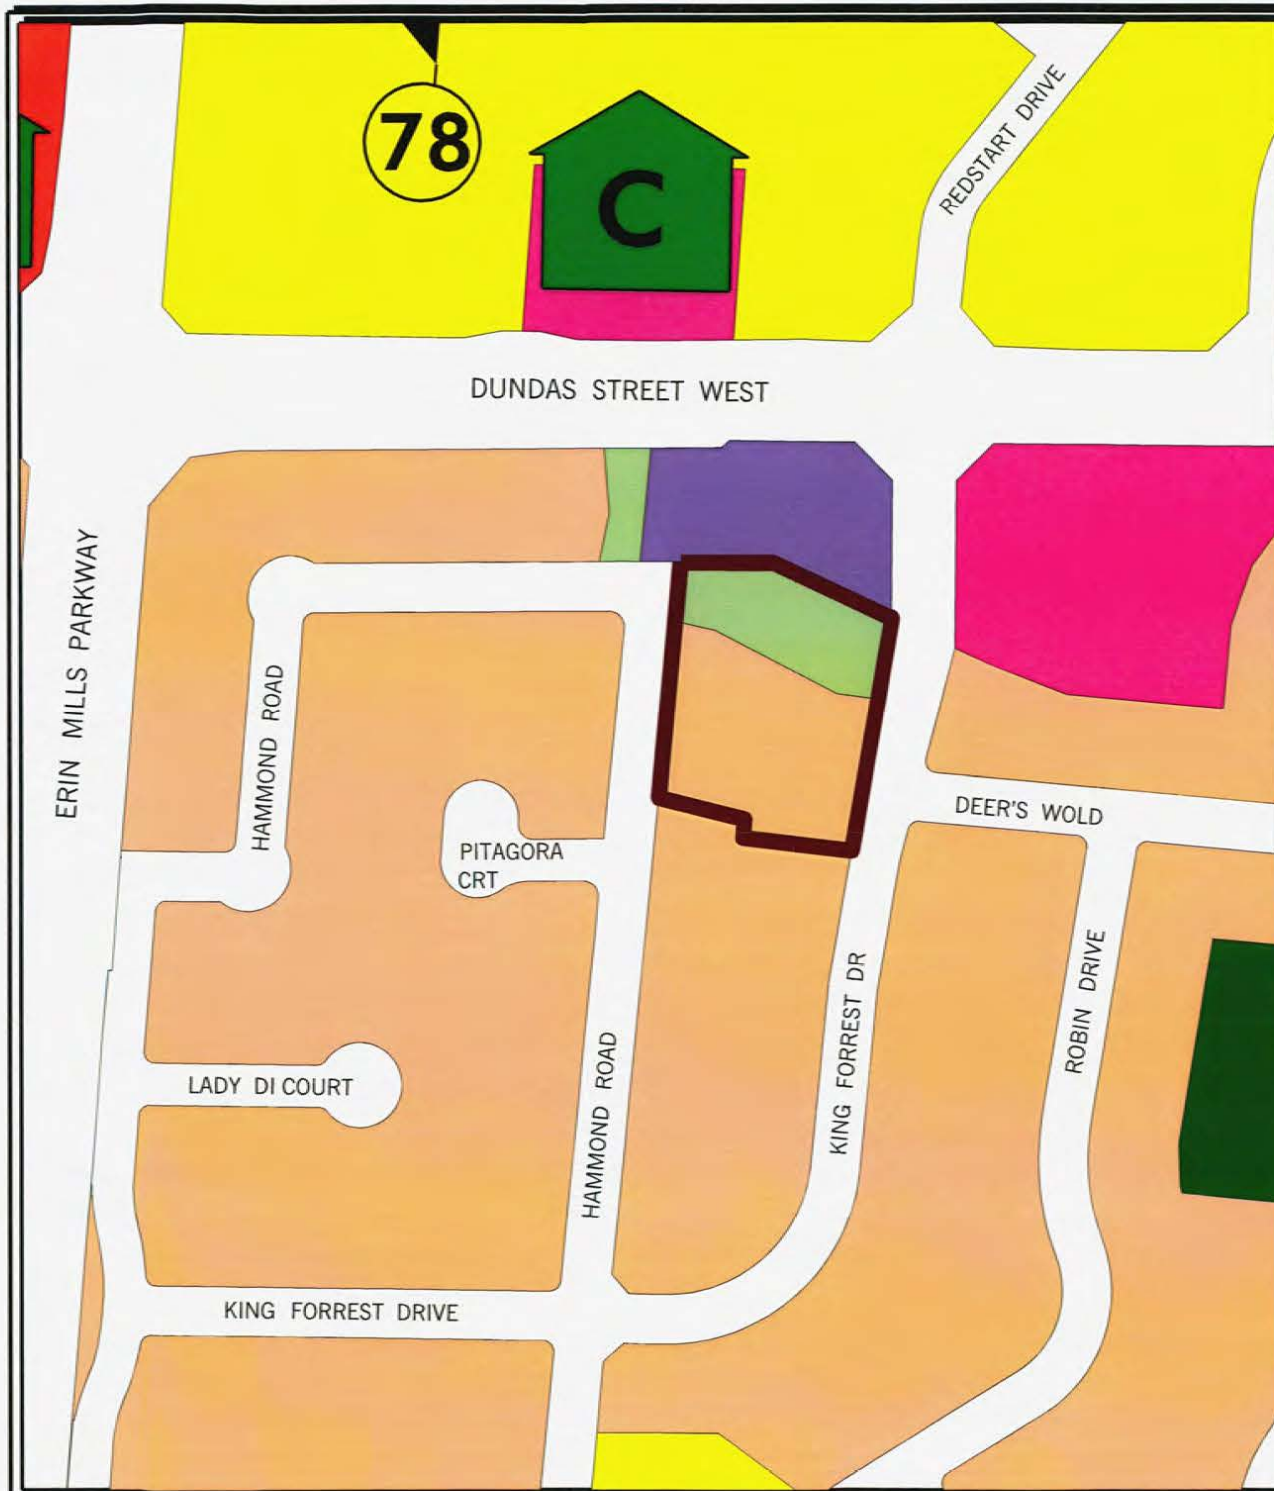 78
C
REDSTART DRIVE
DUNDAS STREET WEST
ERIN MILLS PARKWAY
HAMMOND ROAD
DEER'S WOLD
PITAGORA
CRT
KING FORREST DR
ROBIN DRIVE
HAMMOND ROAD
LADY DI COURT
KING FORREST DRIVE